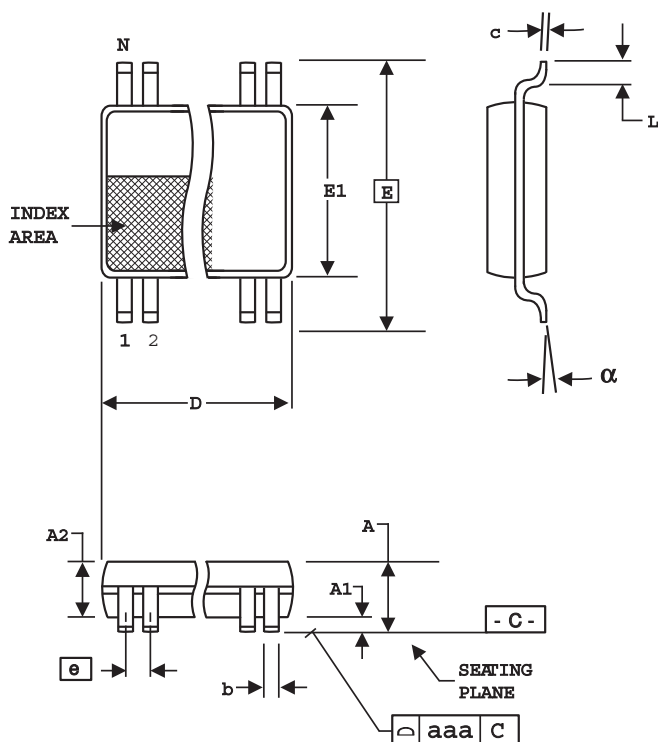 N
c
L
E1
E
INDEX
AREA
1 2
α
D
A2
A
A1
- C -
e
b
SEATING
PLANE
aaa C